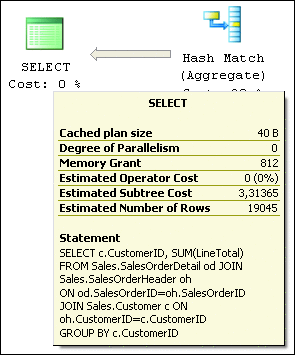 SELECT
Cost: 0 %
Hash Match
(Aggregate)
SELECT
Cached plan size 40 B
Degree of Parallelism 0
Memory Grant 812
Estimated Operator Cost 0 (0%)
Estimated Subtree Cost 3,31365
Estimated Number of Rows 19045
Statement
SELECT c.CustomerID, SUM(LineTotal)
FROM Sales.SalesOrderDetail od JOIN
Sales.SalesOrderHeader oh
ON od.SalesOrderID=oh.SalesOrderID
JOIN Sales.Customer c ON
oh.CustomerID=c.CustomerID
GROUP BY c.CustomerID